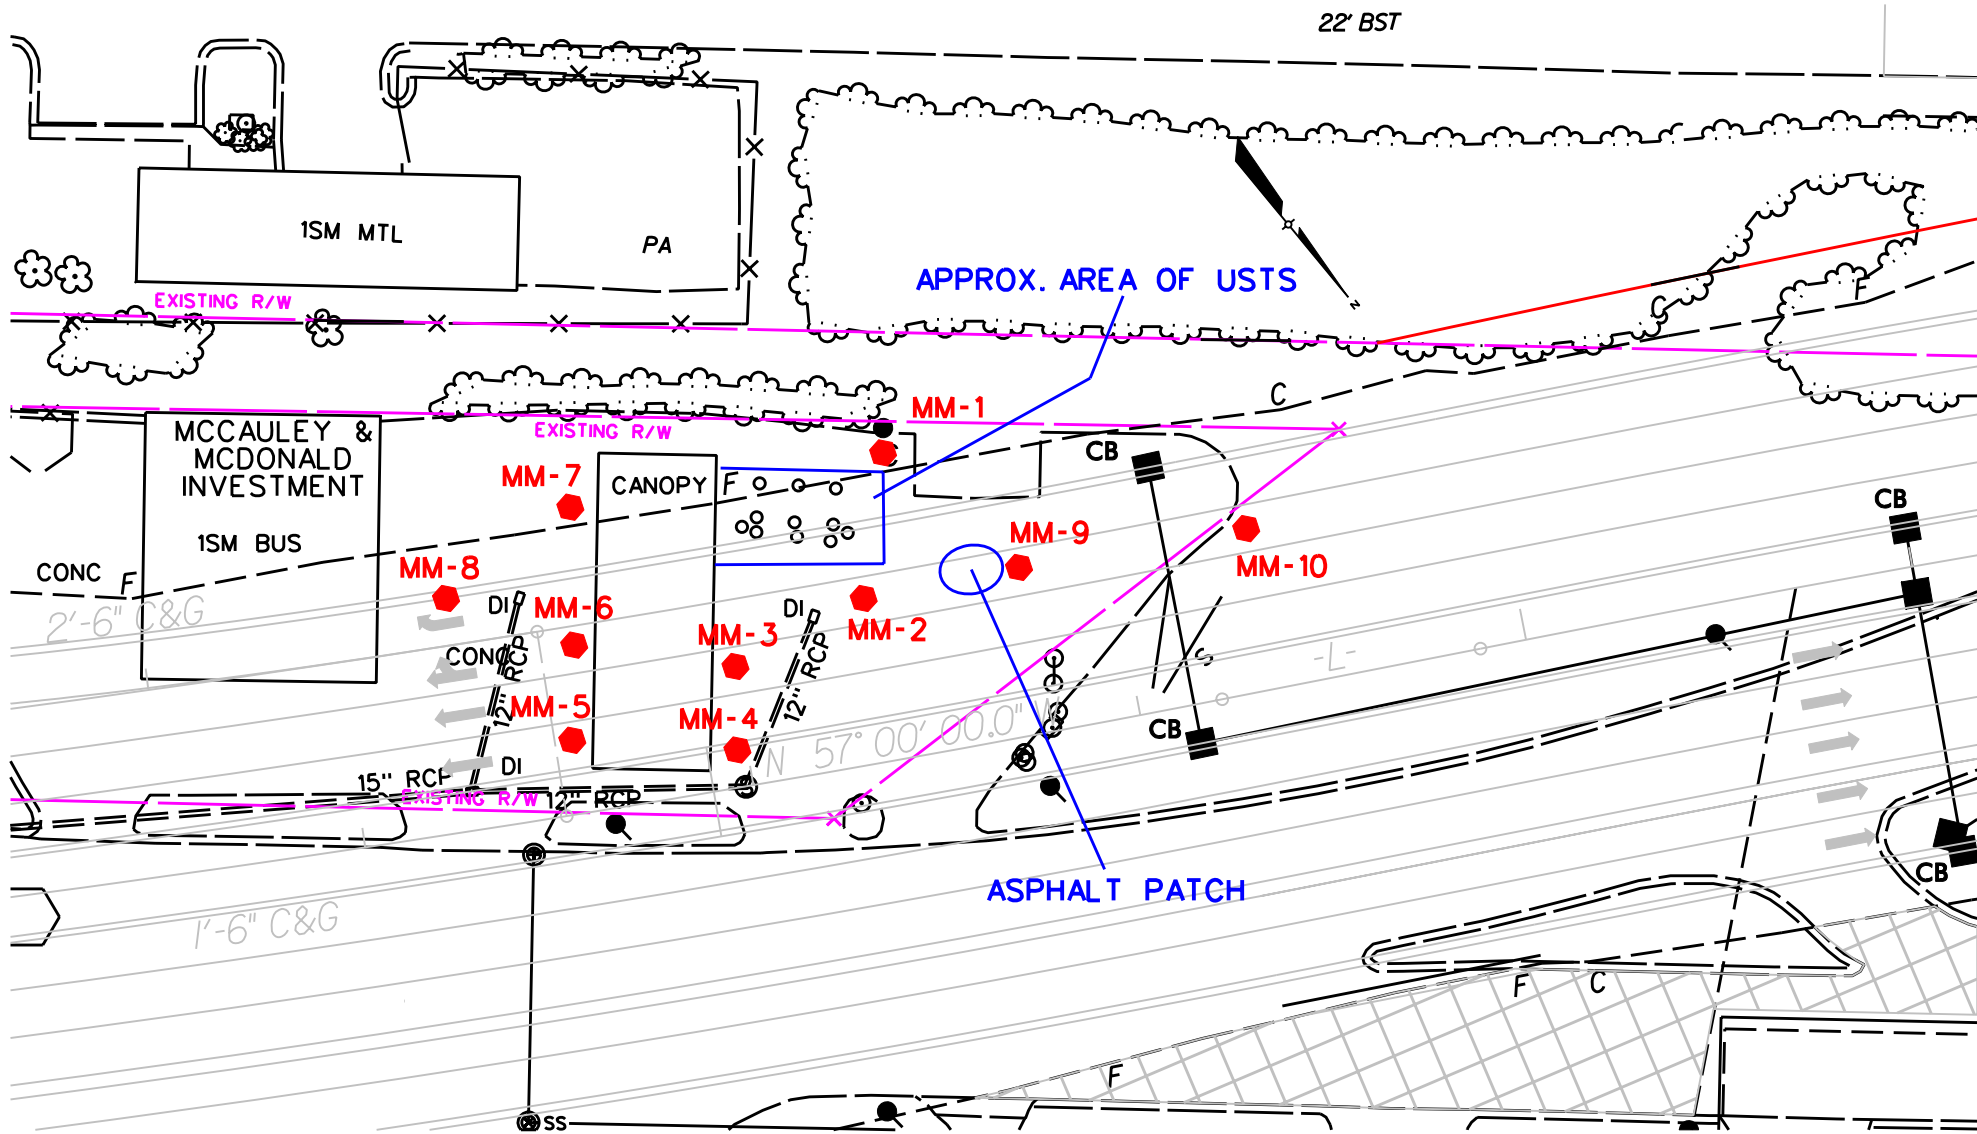 22' BST
1SM MTL
PA
EXISTING R/W
APPROX. AREA OF USTS
N
F
C
MM-1
EXISTING R/W
MCCAULEY &
MCDONALD
INVESTMENT
1SM BUS
CONC
F
MM-7
CANOPY
F
CB
CB
MM-8
MM-9
MM-10
2'-6" C&G
DI
MM-6
DI
MM-2
MM-3
CONC
12" RCP
12" RCP
S
-L-
MM-5
MM-4
CB
N 57° 00' 00.0" W
DI
15" RCP
EXISTING R/W
12" RCP
ASPHALT PATCH
CB
1'-6" C&G
F
C
F
SS